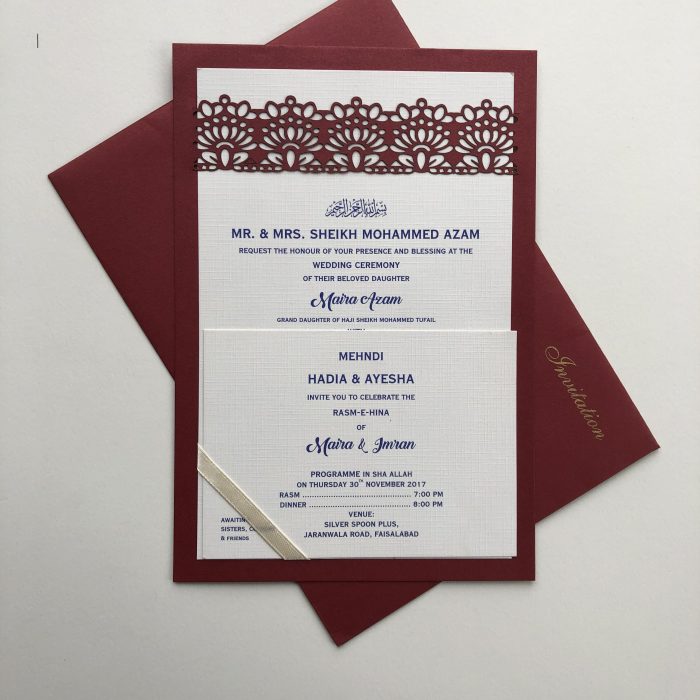 بسم الله الرحمن الرحيم
MR. & MRS. SHEIKH MOHAMMED AZAM
REQUEST THE HONOUR OF YOUR PRESENCE AND BLESSING AT THE
WEDDING CEREMONY
OF THEIR BELOVED DAUGHTER
Maira Azam
GRAND DAUGHTER OF HAJI SHEIKH MOHAMMED TUFAIL
MEHNDI
HADIA & AYESHA
INVITE YOU TO CELEBRATE THE
RASM-E-HINA
OF
Maira & Imran
PROGRAMME IN SHA ALLAH
ON THURSDAY 30TH NOVEMBER 2017
RASM ........................................ 7:00 PM
DINNER ........................................ 8:00 PM
VENUE:
SILVER SPOON PLUS,
JARANWALA ROAD, FAISALABAD
SISTERS,
& FRIENDS
Invitation